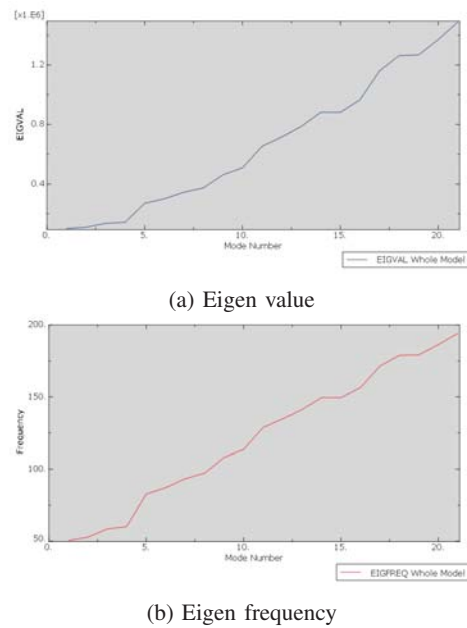 [x1.E6]
1.2
0.8
0.4
EIGVAL
0. 5. 10. 15. 20.
Mode Number
EIGVAL Whole Model
(a) Eigen value
200.
150.
100.
50.
Frequency
0. 5. 10. 15. 20.
Mode Number
EIGFREQ Whole Model
(b) Eigen frequency